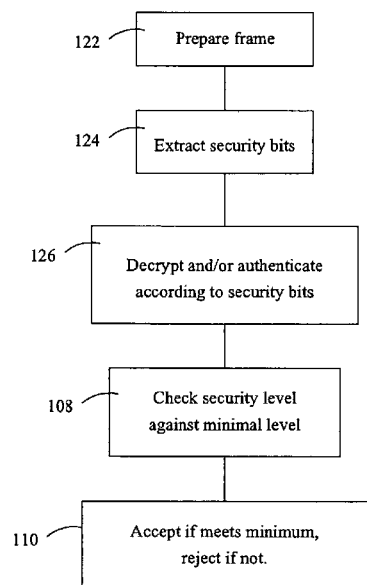 122
Prepare frame
124
Extract security bits
126
Decrypt and/or authenticate
according to security bits
108
Check security level
against minimal level
110
Accept if meets minimum,
reject if not.